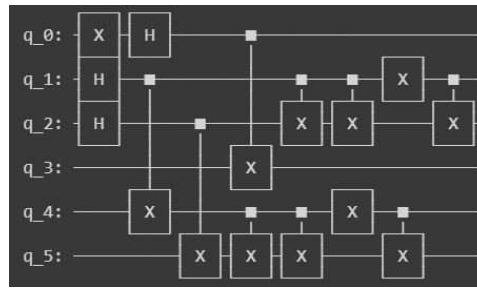 q_0: X H
q_1: H X
q_2: H X X X
q_3: X
q_4: X X
q_5: X X X X